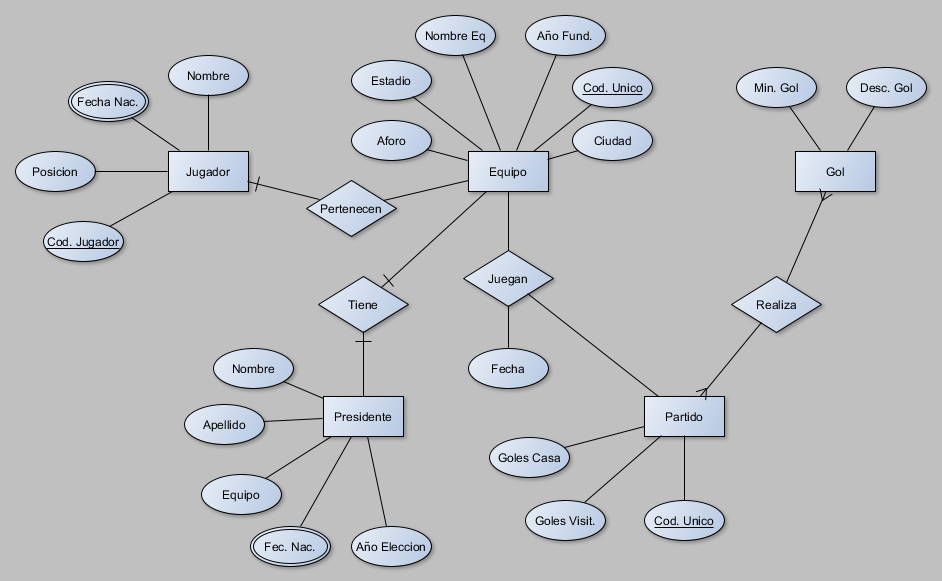 Nombre Eq
Año Fund.
Nombre
Estadio
Cod. Unico
Min. Gol
Desc. Gol
Fecha Nac.
Aforo
Ciudad
Posicion
Jugador
Equipo
Gol
Pertenecen
Cod. Jugador
Juegan
Tiene
Realiza
Nombre
Fecha
Apellido
Presidente
Partido
Goles Casa
Equipo
Goles Visit.
Cod. Unico
Fec. Nac.
Año Eleccion